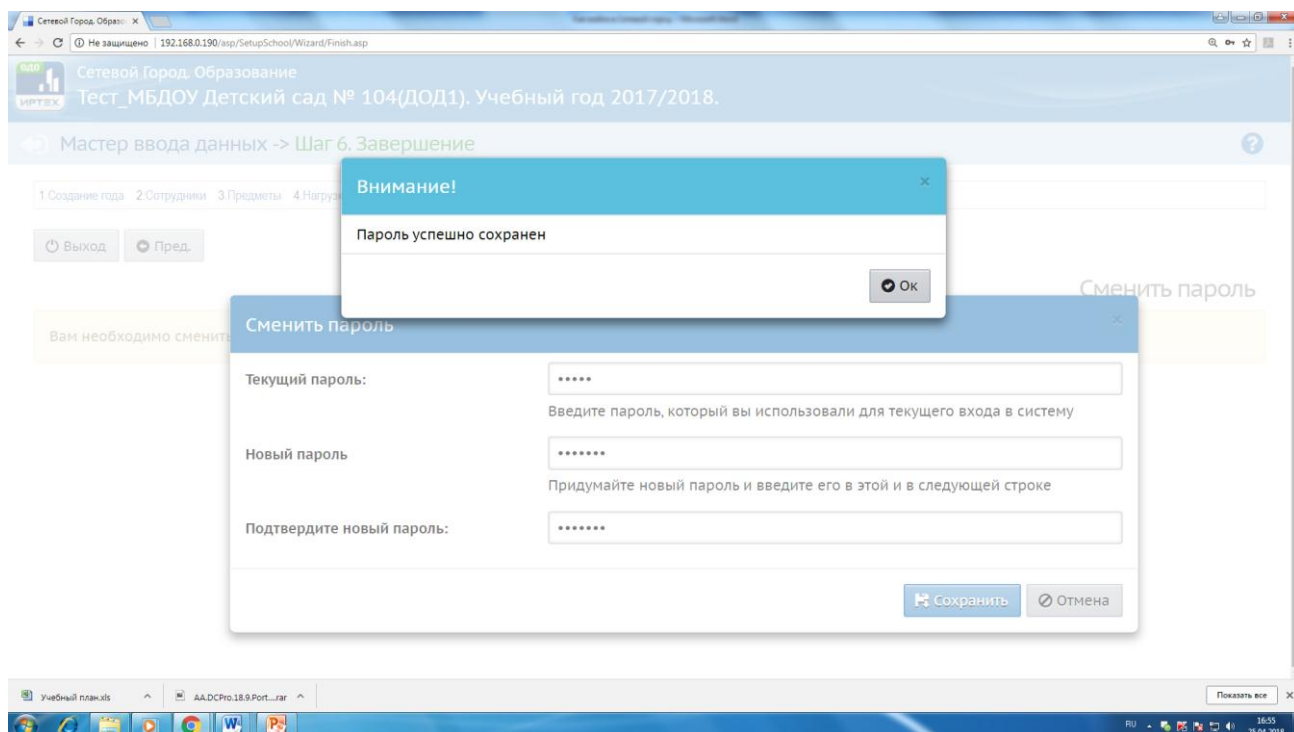 Сетевой Город. Образо
Не защищено | 192.168.0.190/asp/SetupSchool/Wizard/Finish.asp
ОДО
ИРТЕХ
Сетевой Город. Образование
Тест_МБДОУ Детский сад № 104(ДОД1). Учебный год 2017/2018.
Мастер ввода данных -> Шаг 6. Завершение
?
1.Создание года 2.Сотрудники 3.Предметы 4.Нагруз
Внимание!
Пароль успешно сохранен
Ок
Выход Пред.
Сменить пароль
Вам необходимо сменить
Сменить пароль
Текущий пароль: •••••
Введите пароль, который вы использовали для текущего входа в систему
Новый пароль •••••••
Придумайте новый пароль и введите его в этой и в следующей строке
Подтвердите новый пароль: •••••••
Сохранить Отмена
Учебный план.xls AA.DCPro.18.9.Port....rar Показать все
RU 16:55
25.04.2018